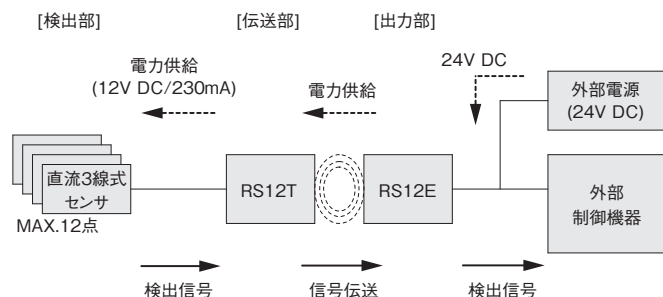 [検出部]
[伝送部]
[出力部]
電力供給
(12V DC/230mA)
電力供給
24V DC
外部電源
(24V DC)
直流3線式
センサ
MAX.12点
RS12T
RS12E
外部
制御機器
検出信号
信号伝送
検出信号